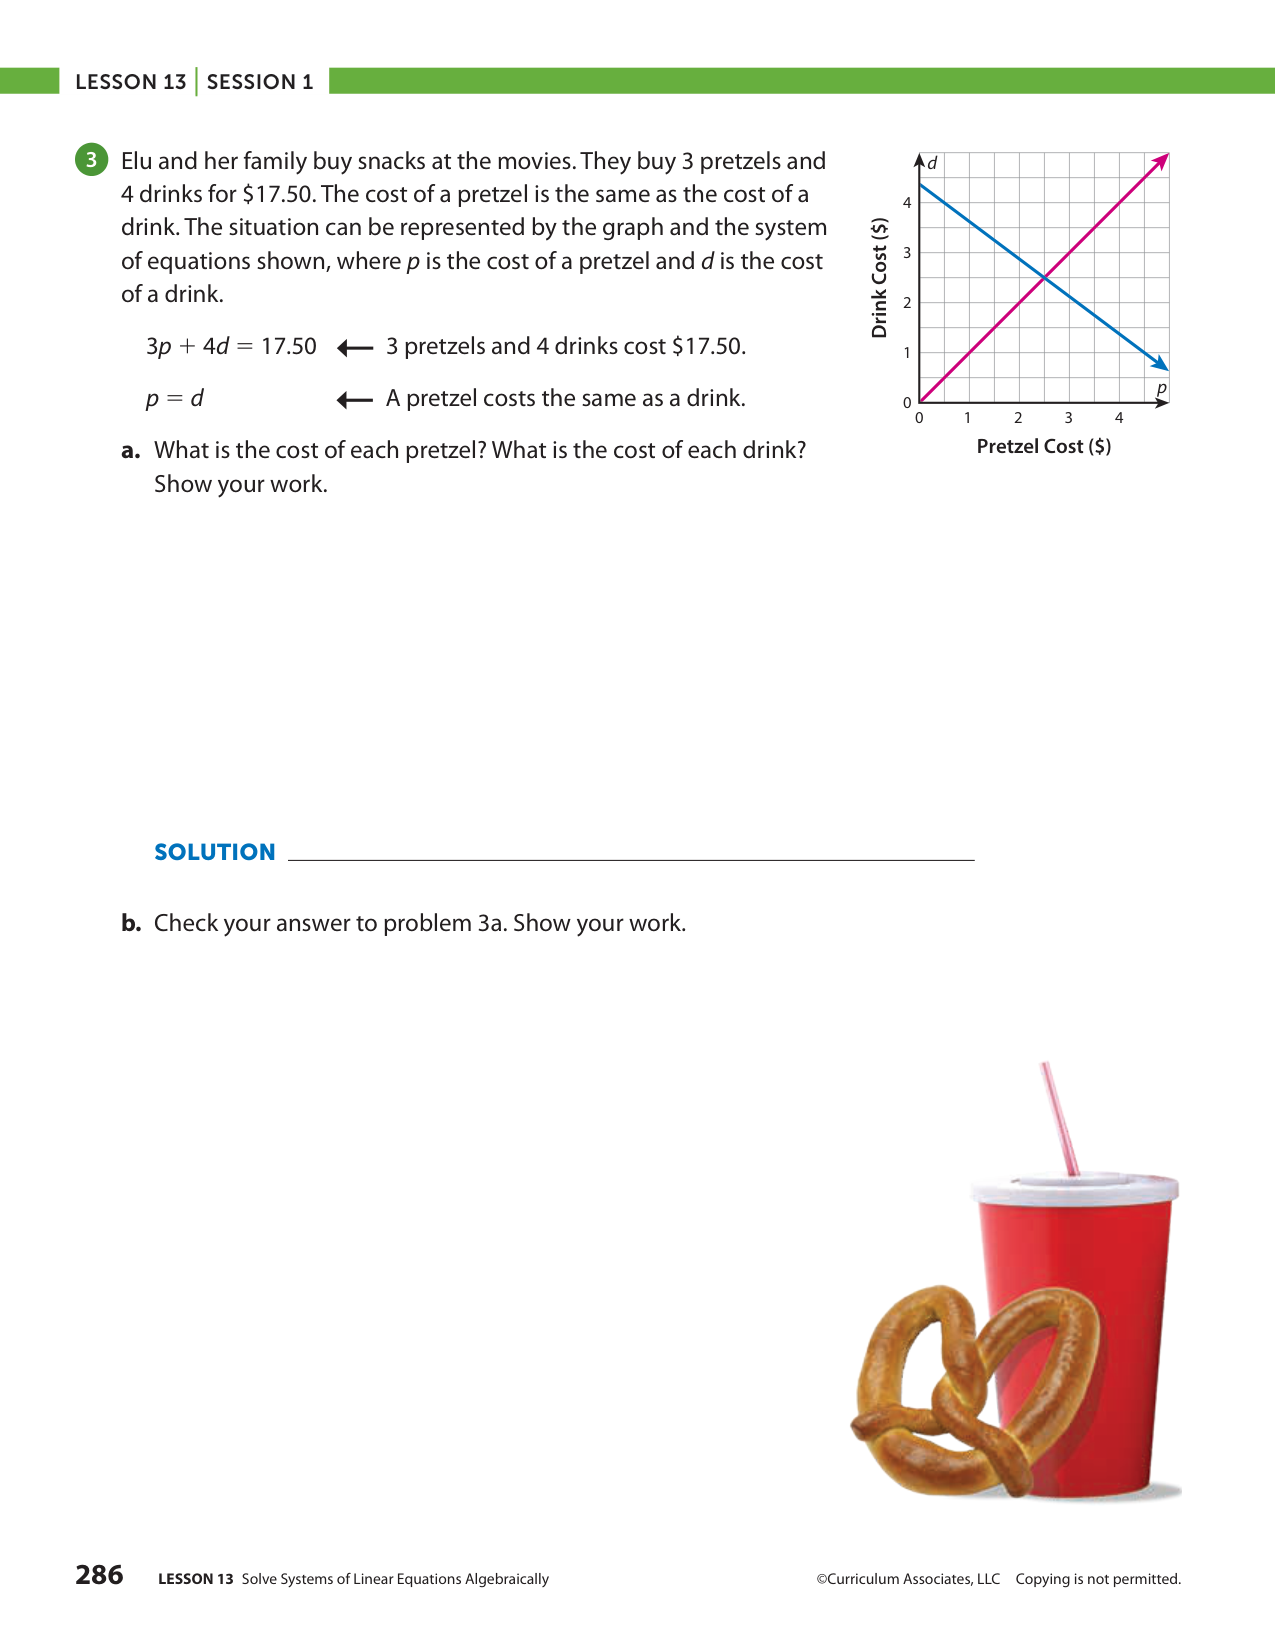 LESSON 13 | SESSION 1
3 Elu and her family buy snacks at the movies. They buy 3 pretzels and
4 drinks for $17.50. The cost of a pretzel is the same as the cost of a
drink. The situation can be represented by the graph and the system
of equations shown, where p is the cost of a pretzel and d is the cost
of a drink.
3p + 4d = 17.50 ← 3 pretzels and 4 drinks cost $17.50.
p = d ← A pretzel costs the same as a drink.
a. What is the cost of each pretzel? What is the cost of each drink?
Show your work.
d
4
3
2
1
0
Drink Cost ($)
p
0 1 2 3 4
Pretzel Cost ($)
SOLUTION
b. Check your answer to problem 3a. Show your work.
286 LESSON 13 Solve Systems of Linear Equations Algebraically
©Curriculum Associates, LLC Copying is not permitted.